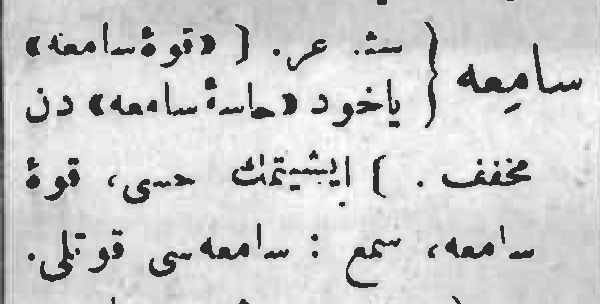 سامِعه { سث. عر. [ «قوهٔ سامعه»
یاخود «حاسهٔ سامعه» دن
مخفف. ] ایشیتمك حسی، قوهٔ
سامعه، سمع : سامعه سی قوتلی.